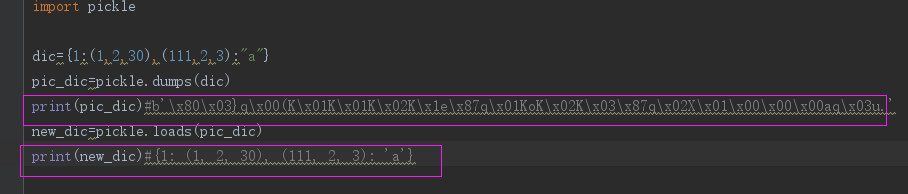 import pickle
dic={1:(1,2,30),(111,2,3):"a"}
pic_dic=pickle.dumps(dic)
print(pic_dic)#b'\x80\x03}q\x00(K\x01K\x01K\x02K\x1e\x87q\x01KoK\x02K\x03\x87q\x02X\x01\x00\x00\x00aq\x03u.'
new_dic=pickle.loads(pic_dic)
print(new_dic)#{1: (1, 2, 30), (111, 2, 3): 'a'}